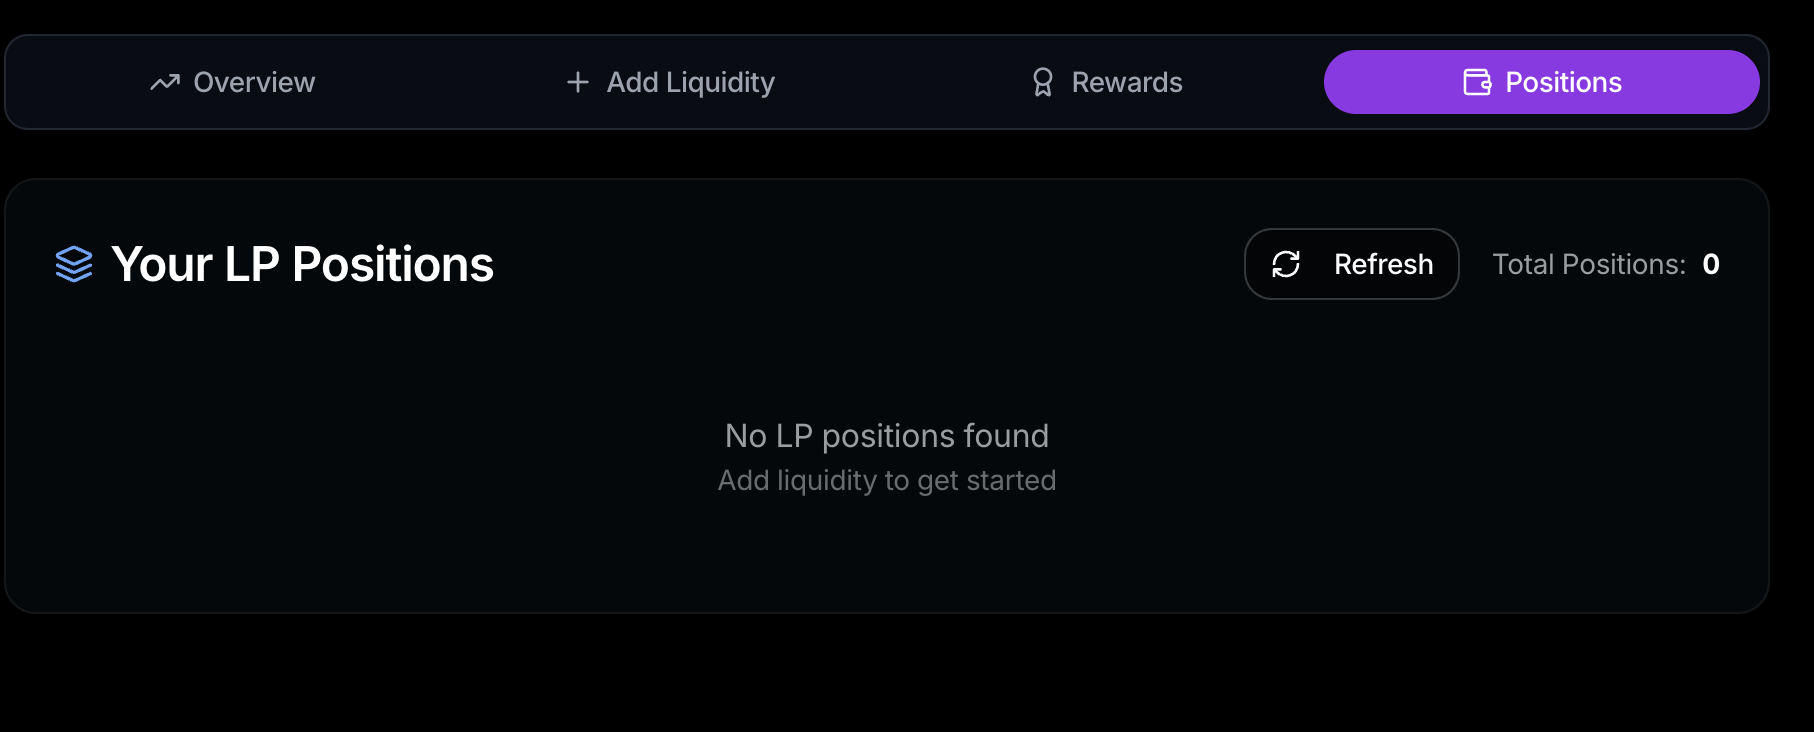 Overview
Add Liquidity
Rewards
Positions
Your LP Positions
Refresh
Total Positions: 0
No LP positions found
Add liquidity to get started